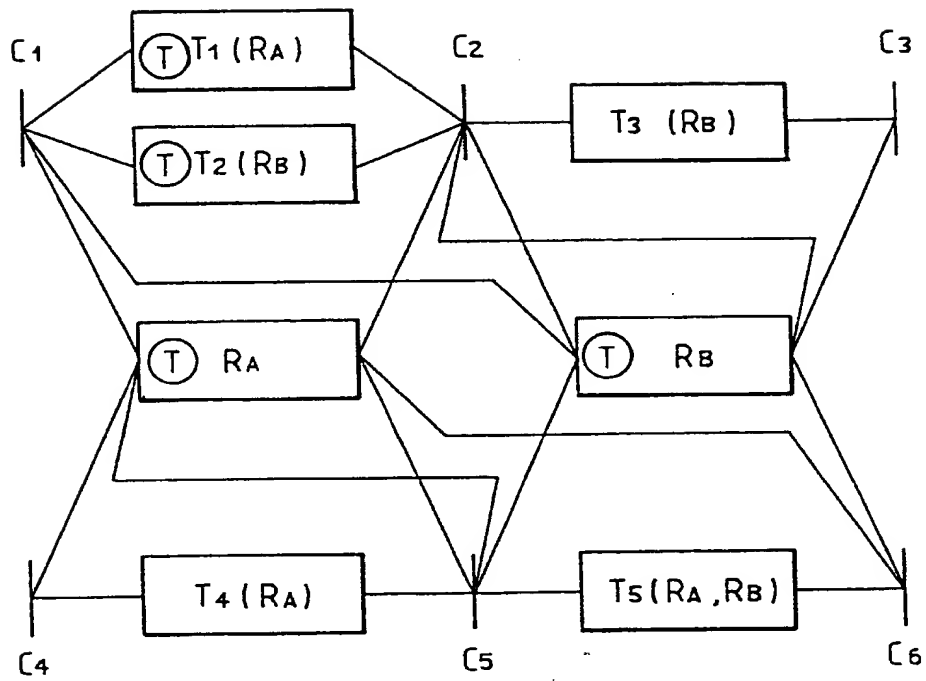 C1
T T1 (RA)
C2
C3
T T2 (RB)
T3 (RB)
T RA
T RB
T4 (RA)
T5 (RA, RB)
C4
C5
C6